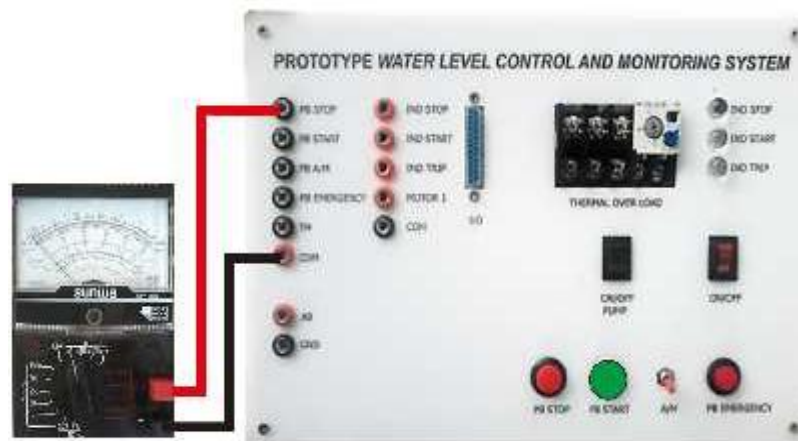 PROTOTYPE WATER LEVEL CONTROL AND MONITORING SYSTEM
PB STOP
PB START
PB A/M
PB EMERGENCY
COM
IND STOP
IND START
IND TRIP
MOTOR 1
COM
I/O
THERMAL OVER LOAD
IND STOP
IND START
IND TRIP
ON/OFF
PUMP
ON/OFF
GND
PB STOP
PB START
A/M
PB EMERGENCY